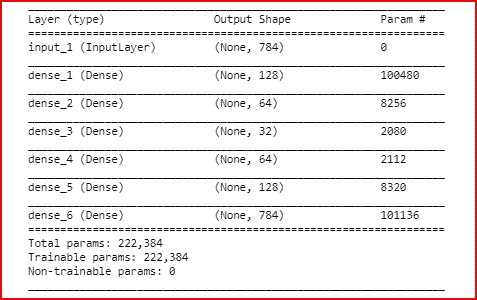 Layer (type) Output Shape Param #
input_1 (InputLayer) (None, 784) 0
dense_1 (Dense) (None, 128) 100480
dense_2 (Dense) (None, 64) 8256
dense_3 (Dense) (None, 32) 2080
dense_4 (Dense) (None, 64) 2112
dense_5 (Dense) (None, 128) 8320
dense_6 (Dense) (None, 784) 101136
Total params: 222,384
Trainable params: 222,384
Non-trainable params: 0